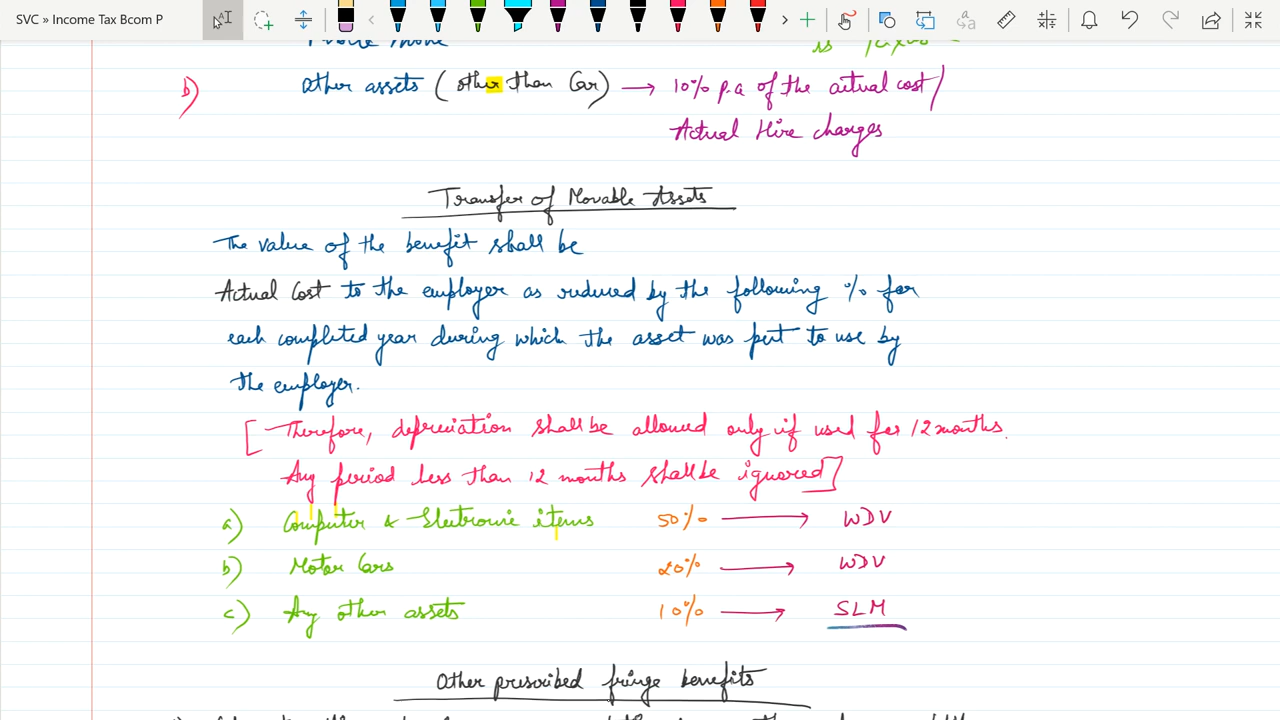 SVC » Income Tax Bcom P
is
b) Other assets (other than Car) → 10% p.a of the actual cost/
Actual Hire charges
Transfer of Movable Assets
The value of the benefit shall be
Actual Cost to the employer as reduced by the following % for
each completed year during which the asset was put to use by
the employer.
[Therefore, depreciation shall be allowed only if used for 12 months.
Any period less than 12 months shall be ignored]
a) Computer & Electronic items 50% → WDV
b) Motor Cars 20% → WDV
c) Any other assets 10% → SLM
Other prescribed fringe benefits